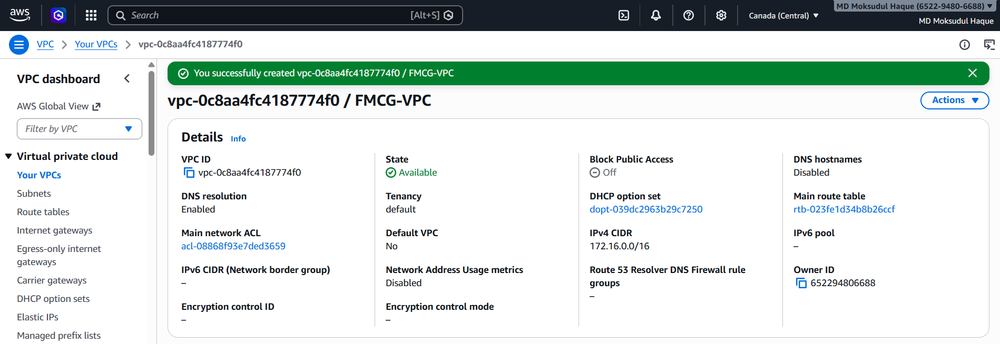 aws
Search
[Alt+S]
Canada (Central)
MD Moksudul Haque (6522-9480-6688)
MD Moksudul Haque
VPC
Your VPCs
vpc-0c8aa4fc4187774f0
VPC dashboard
AWS Global View
Filter by VPC
Virtual private cloud
Your VPCs
Subnets
Route tables
Internet gateways
Egress-only internet
gateways
Carrier gateways
DHCP option sets
Elastic IPs
Managed prefix lists
You successfully created vpc-0c8aa4fc4187774f0 / FMCG-VPC
vpc-0c8aa4fc4187774f0 / FMCG-VPC
Actions
Details Info
VPC ID
vpc-0c8aa4fc4187774f0
State
Available
Block Public Access
Off
DNS hostnames
Disabled
DNS resolution
Enabled
Tenancy
default
DHCP option set
dopt-039dc2963b29c7250
Main route table
rtb-023fe1d34b8b26ccf
Main network ACL
acl-08868f93e7ded3659
Default VPC
No
IPv4 CIDR
172.16.0.0/16
IPv6 pool
–
IPv6 CIDR (Network border group)
–
Network Address Usage metrics
Disabled
Route 53 Resolver DNS Firewall rule
groups
–
Owner ID
652294806688
Encryption control ID
–
Encryption control mode
–